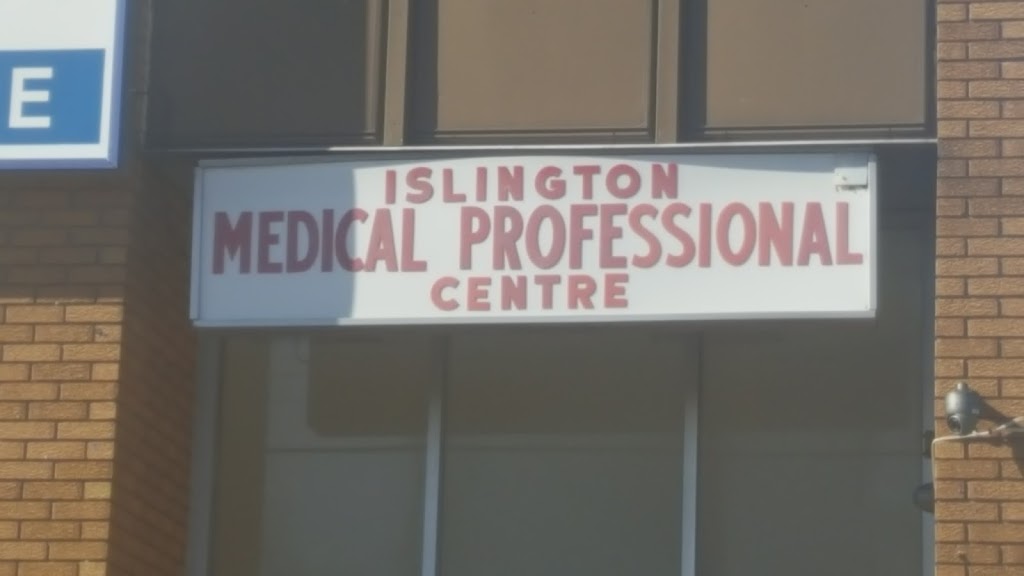 E
ISLINGTON
MEDICAL PROFESSIONAL
CENTRE